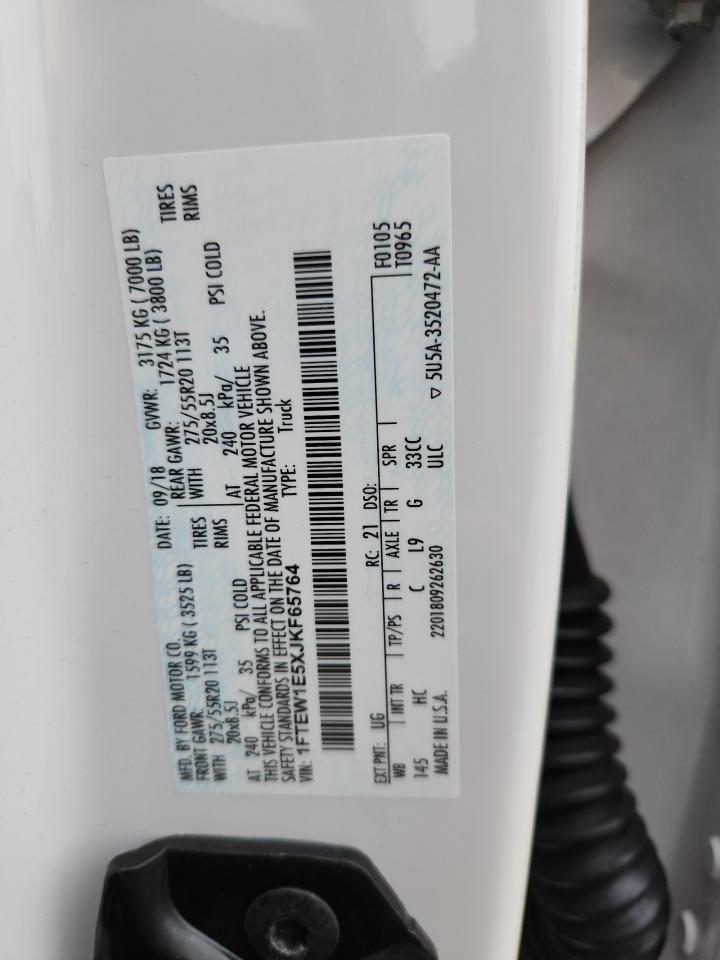 MFD. BY FORD MOTOR CO. DATE: 09/18 GVWR: 3175 KG ( 7000 LB)
FRONT GAWR: 1599 KG ( 3525 LB) REAR GAWR: 1724 KG ( 3800 LB)
WITH 275/55R20 113T TIRES WITH 275/55R20 113T TIRES
20x8.5J RIMS 20x8.5J RIMS
AT 240 kPa/ 35 PSI COLD AT 240 kPa/ 35 PSI COLD
THIS VEHICLE CONFORMS TO ALL APPLICABLE FEDERAL MOTOR VEHICLE
SAFETY STANDARDS IN EFFECT ON THE DATE OF MANUFACTURE SHOWN ABOVE.
VIN: 1FTEW1E5XJKF65764 TYPE: Truck
F0105
T0965
EXT PNT: UG RC: 21 DSO:
WB INT TR TP/PS R AXLE TR SPR
145 HC C L9 G 33CC
MADE IN U.S.A. 2201809262630 ULC ▽ 5U5A-3520472-AA